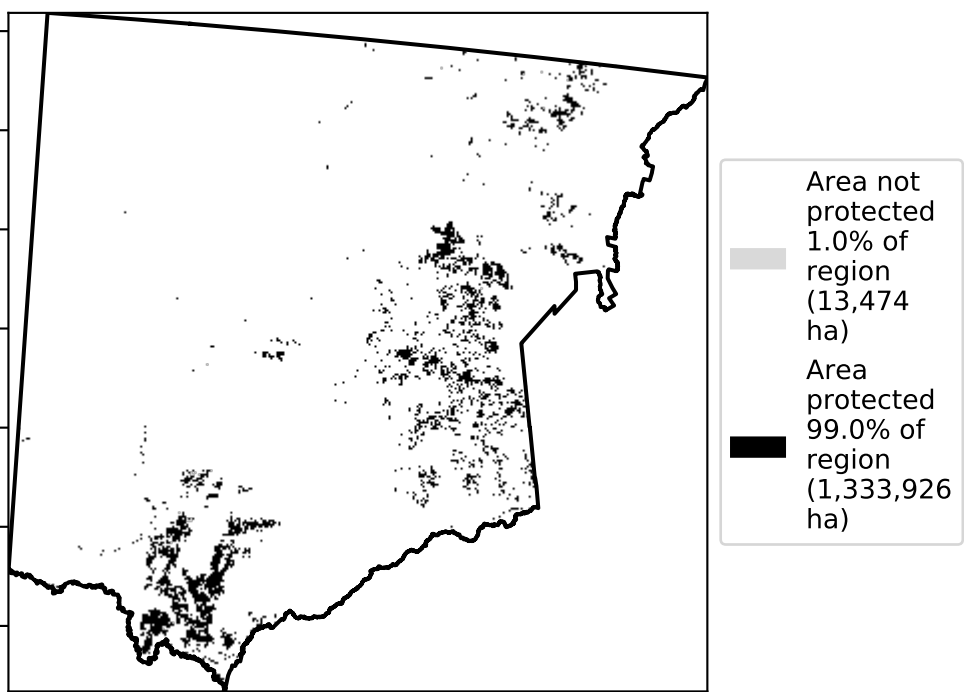 Area not
protected
1.0% of
region
(13,474
ha)
Area
protected
99.0% of
region
(1,333,926
ha)